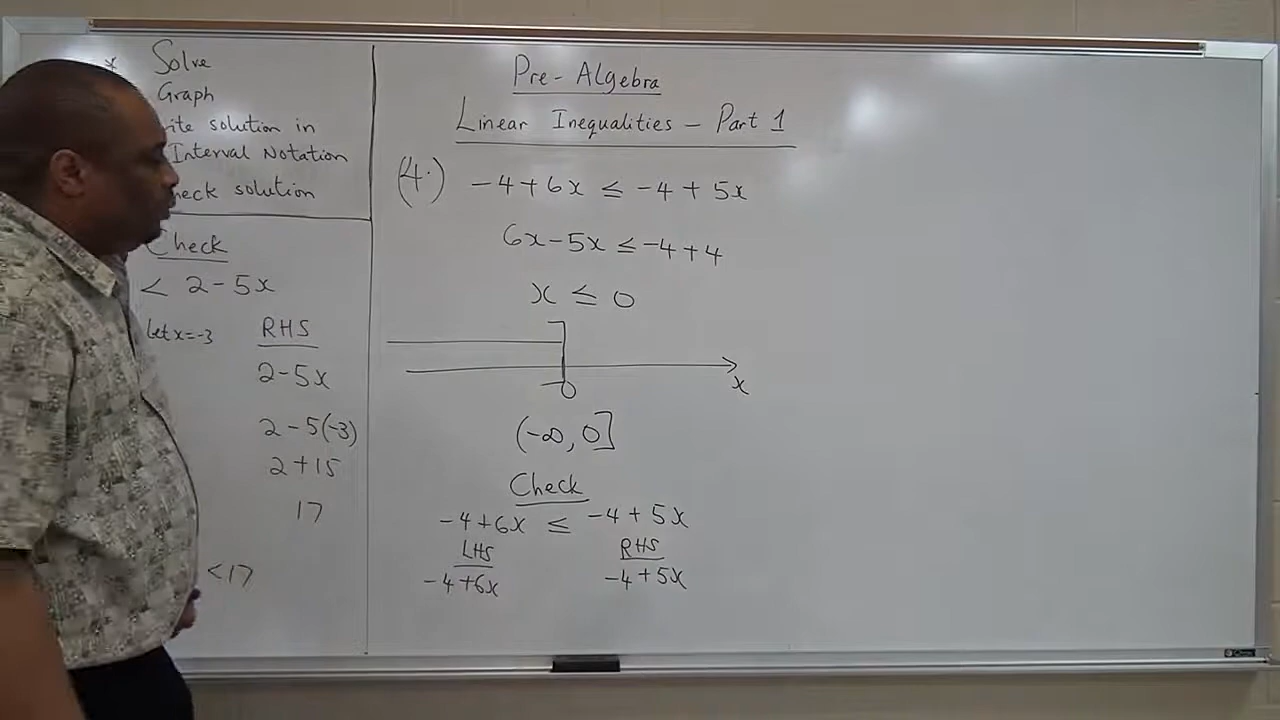 * Solve
Graph
solution in
Interval Notation
solution
Check
< 2-5x
let x=-3 RHS
2-5x
2-5(-3)
2+15
17
<17
Pre-Algebra
Linear Inequalities - Part 1
(4.) -4+6x ≤ -4+5x
6x-5x ≤ -4+4
x ≤ 0
0
x
(-∞, 0]
Check
-4+6x ≤ -4+5x
LHS RHS
-4+6x -4+5x